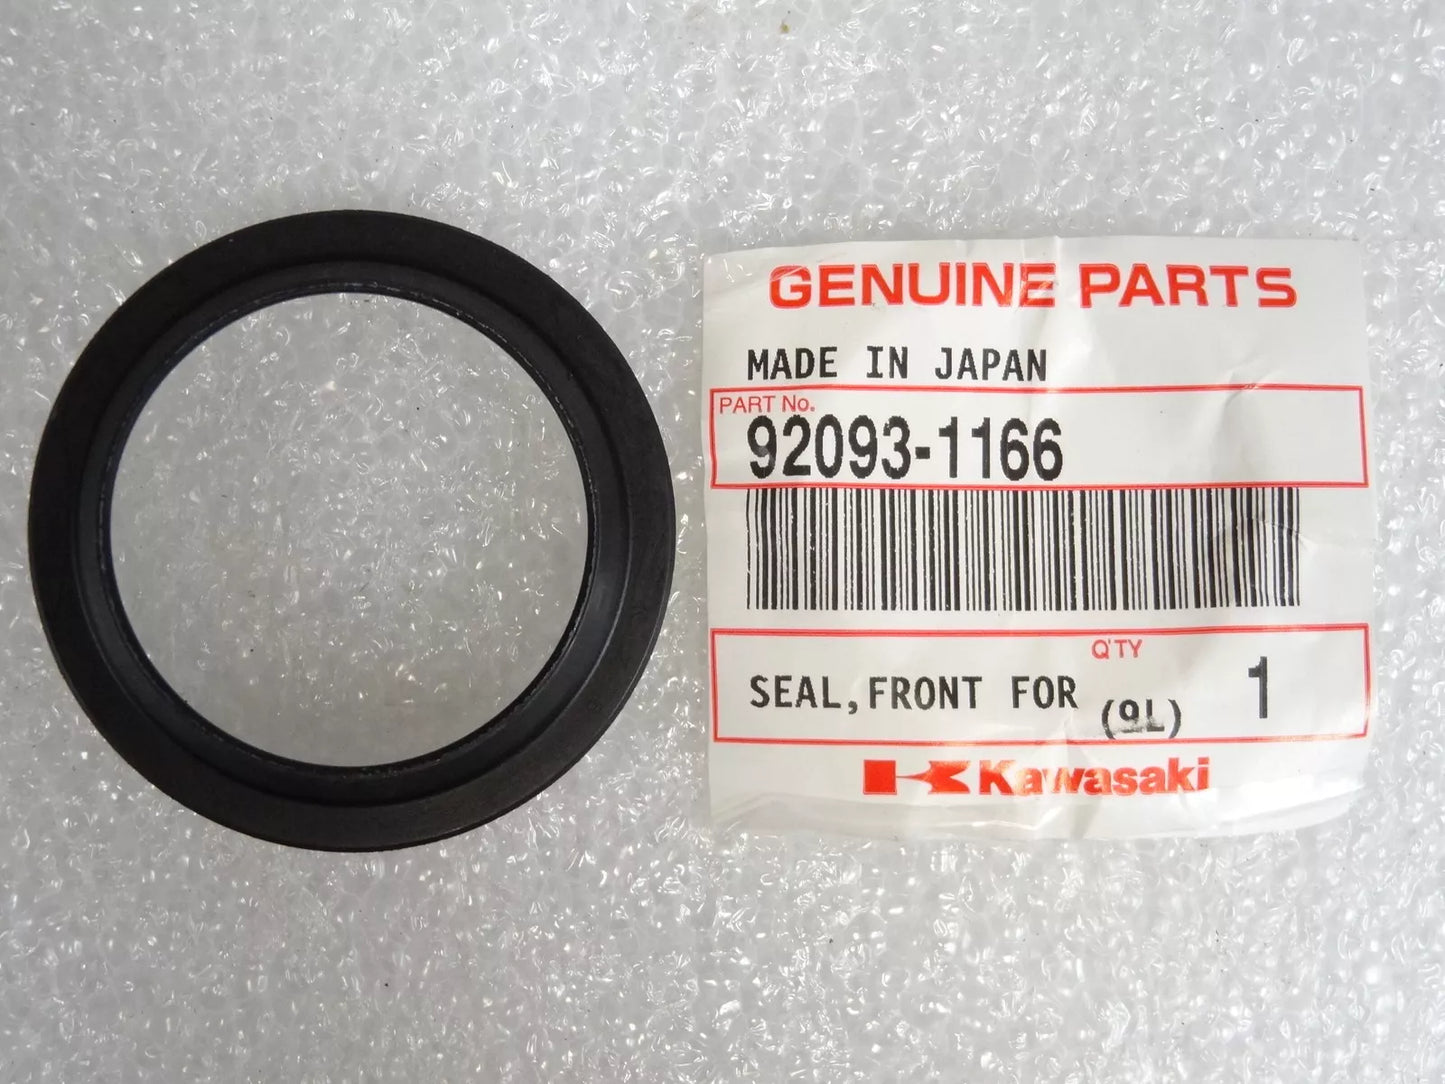 GENUINE PARTS
MADE IN JAPAN
PART No.
92093-1166
Q'TY
SEAL,FRONT FOR (9L) 1
Kawasaki